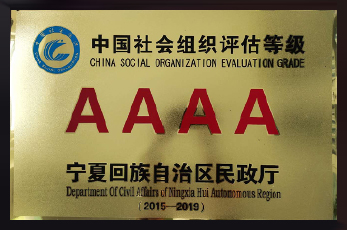 中国社会组织评估等级
CHINA SOCIAL ORGANIZATION EVALUATION GRADE
AAAA
宁夏回族自治区民政厅
Department Of Civil Affairs of Ningxia Hui Autonomous Region
(2015—2019)